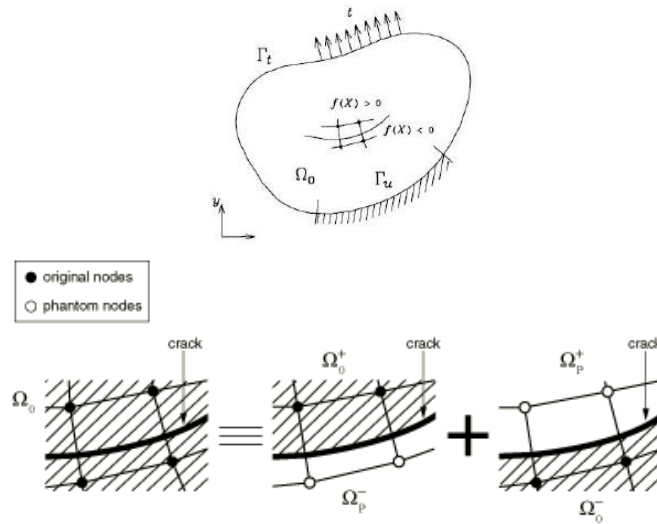 t
Γt
f(X) > 0
f(X) < 0
Ω0
Γu
y
original nodes
phantom nodes
crack
crack
crack
Ω0
Ω0+
ΩP+
ΩP−
Ω0−